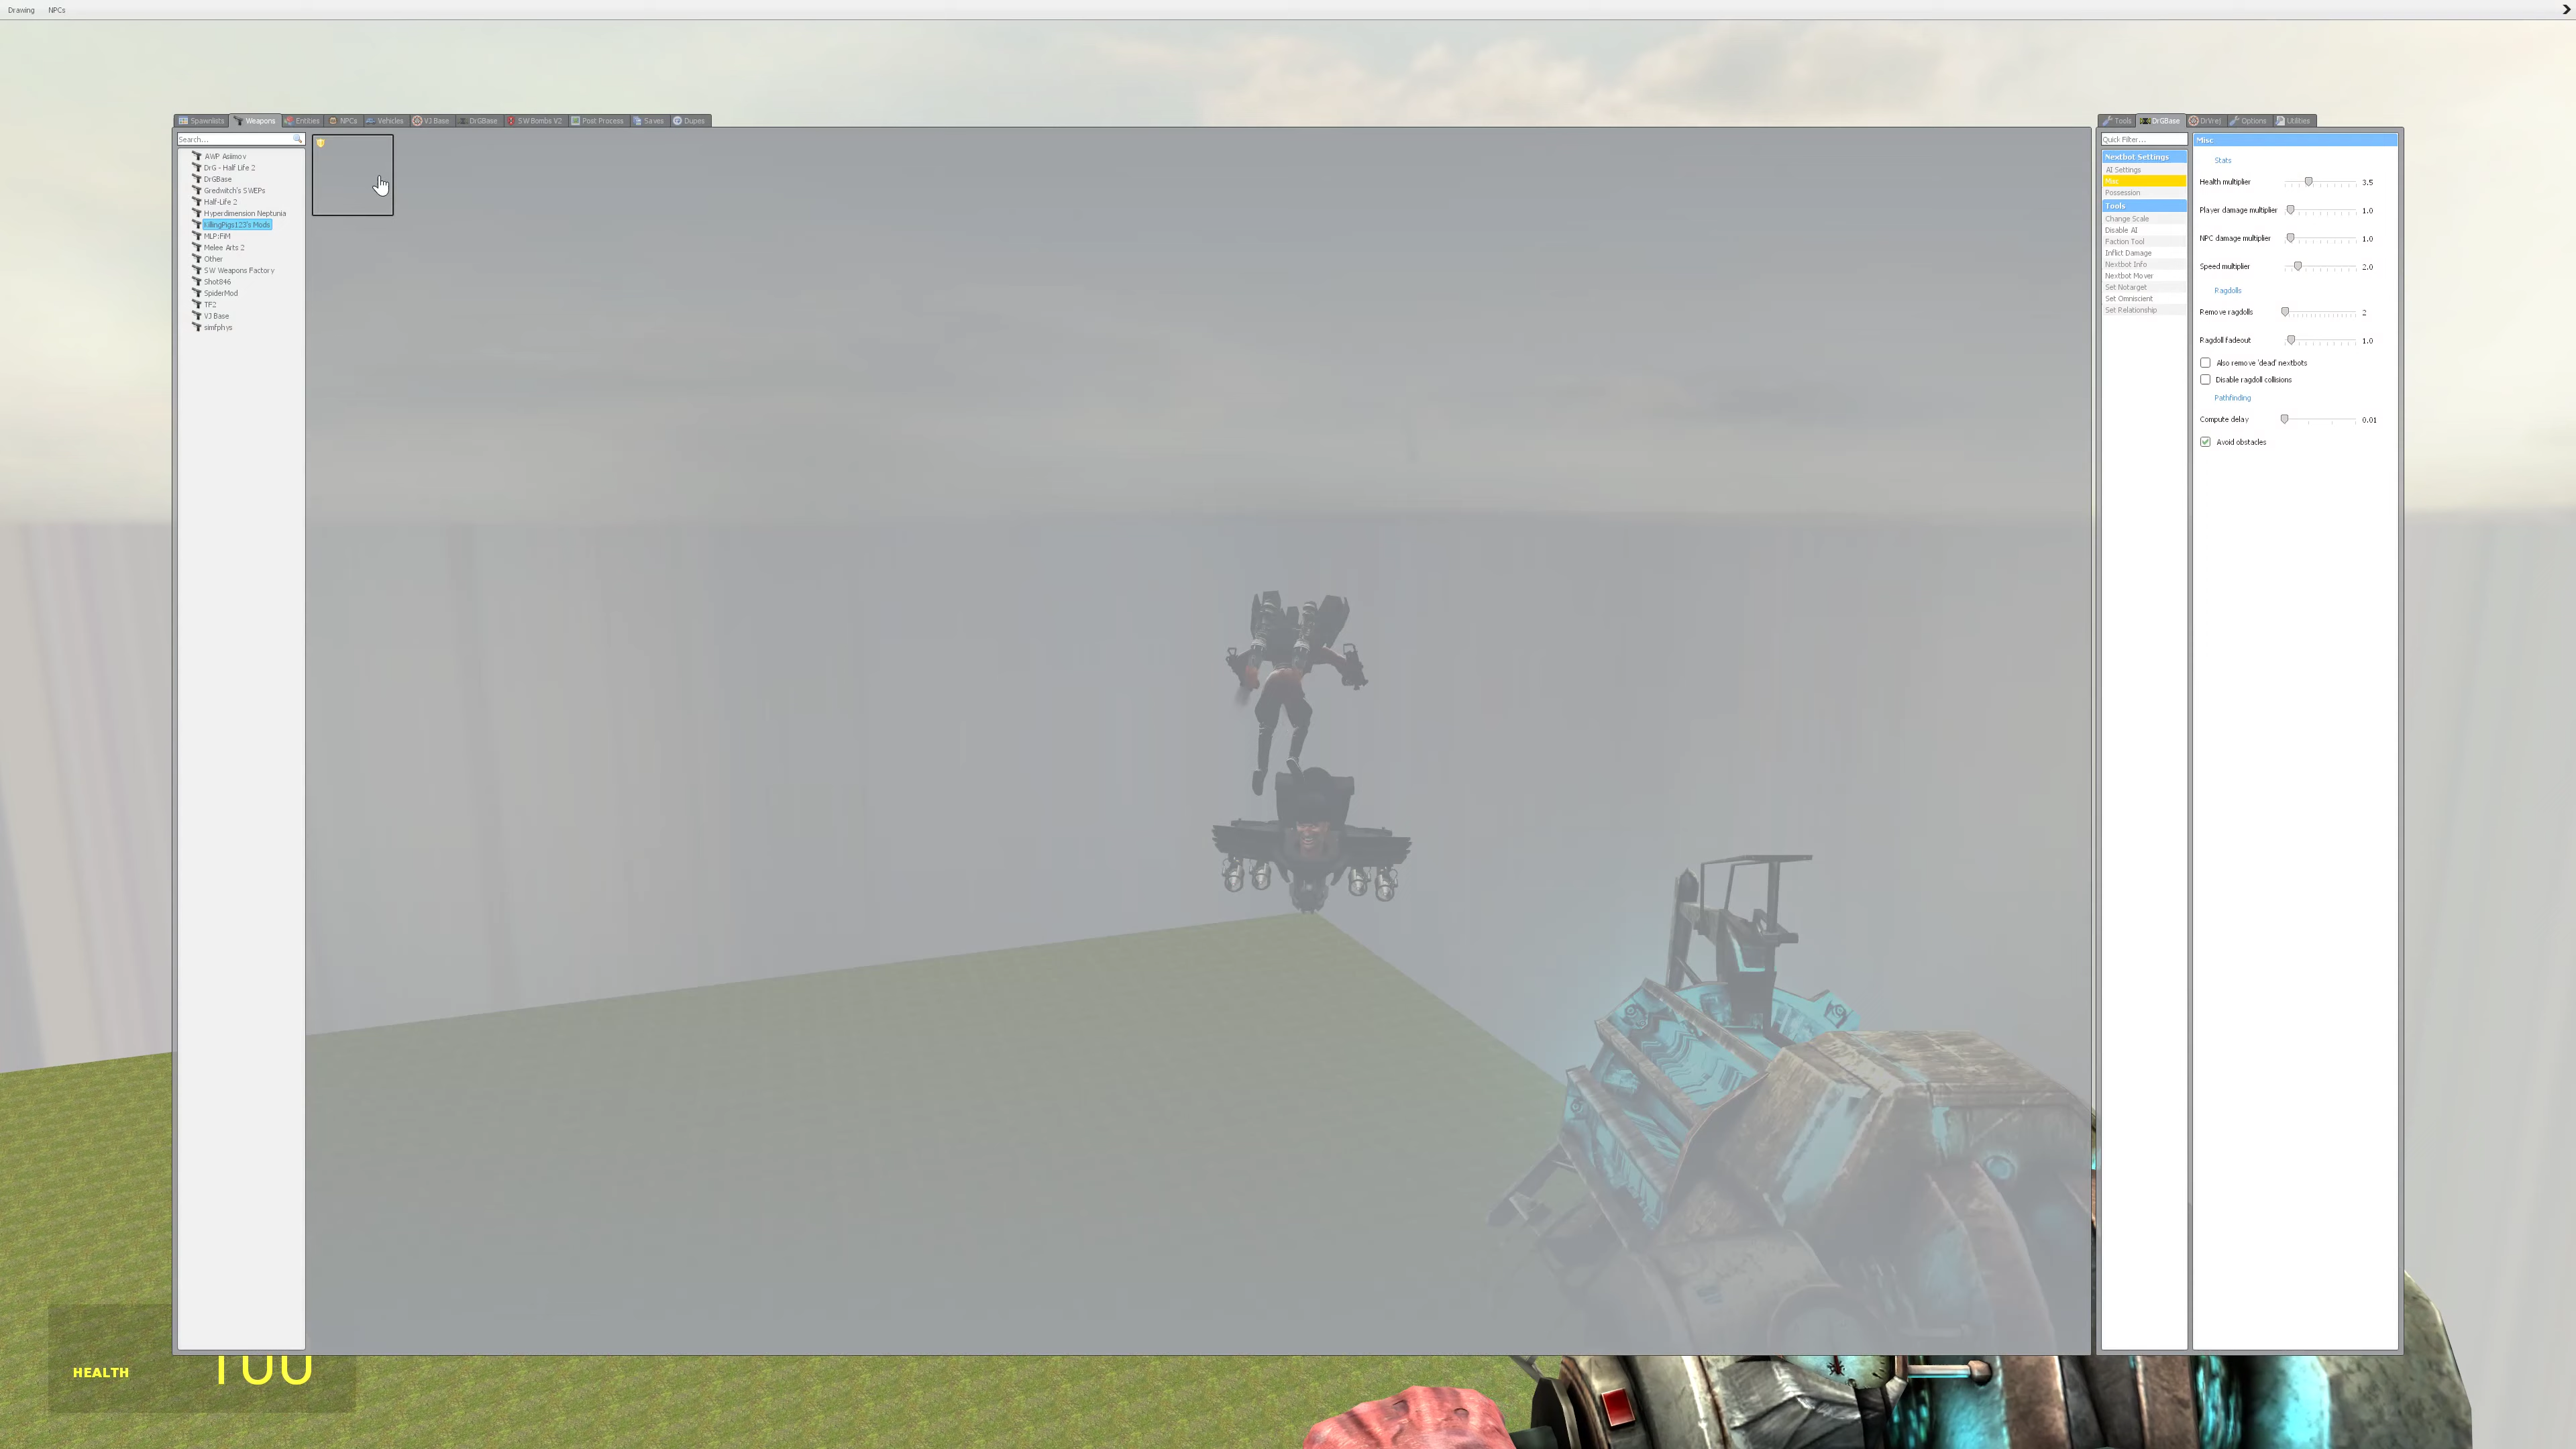 Drawing NPCs
Spawnlists Weapons Entities NPCs Vehicles VJ Base DrGBase SW Bombs V2 Post Process Saves Dupes
Search...
AWP Asiimov
DrG - Half Life 2
DrGBase
Gredwitch's SWEPs
Half-Life 2
Hyperdimension Neptunia
KillingPigs123's Mods
MLP:FiM
Melee Arts 2
Other
SW Weapons Factory
Shot846
SpiderMod
TF2
VJ Base
simfphys
Tools DrGBase DrVrej Options Utilities
Quick Filter...
Nextbot Settings
AI Settings
Misc
Possession
Tools
Change Scale
Disable AI
Faction Tool
Inflict Damage
Nextbot Info
Nextbot Mover
Set Notarget
Set Omniscient
Set Relationship
Misc
Stats
Health multiplier 3.5
Player damage multiplier 1.0
NPC damage multiplier 1.0
Speed multiplier 2.0
Ragdolls
Remove ragdolls 2
Ragdoll fadeout 1.0
Also remove 'dead' nextbots
Disable ragdoll collisions
Pathfinding
Compute delay 0.01
Avoid obstacles
HEALTH 100